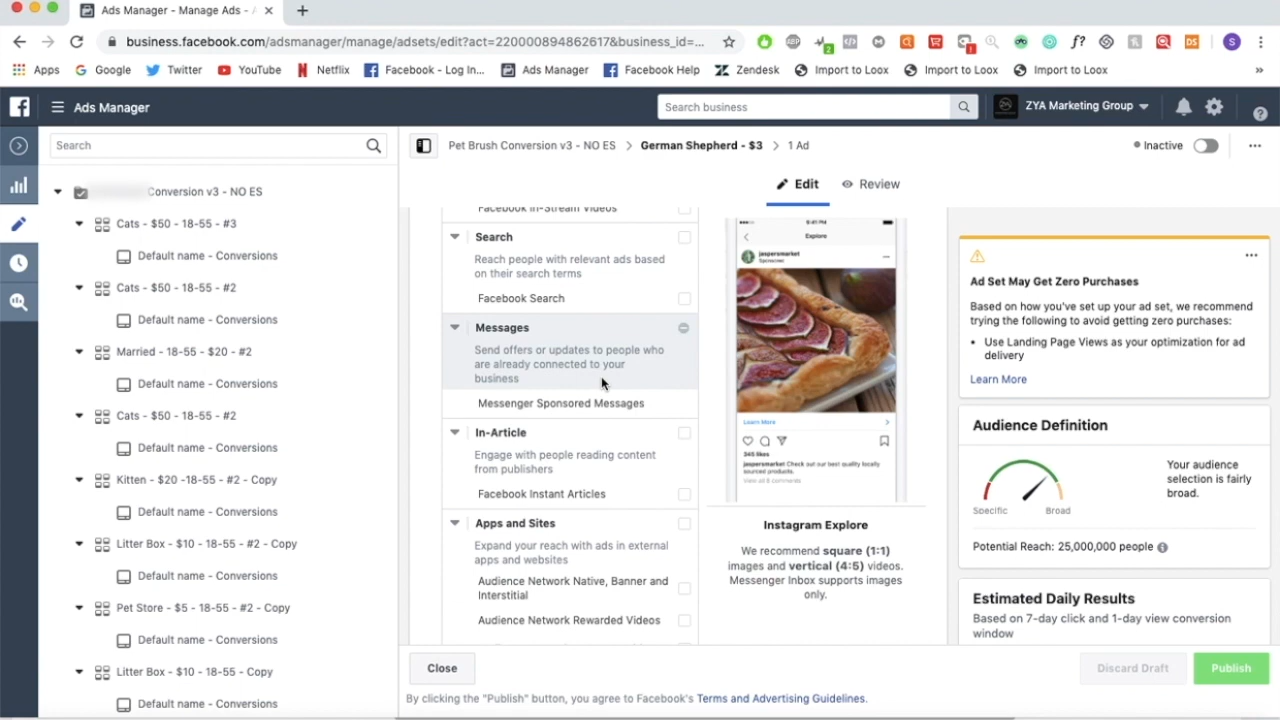 Ads Manager - Manage Ads - A
business.facebook.com/adsmanager/manage/adsets/edit?act=220000894862617&business_id=...
Apps
Google
Twitter
YouTube
Netflix
Facebook - Log In...
Ads Manager
Facebook Help
Zendesk
Import to Loox
Import to Loox
Import to Loox
»
Ads Manager
Search business
ZYA Marketing Group
Search
Pet Brush Conversion v3 - NO ES > German Shepherd - $3 > 1 Ad
Inactive
Edit
Review
Conversion v3 - NO ES
Cats - $50 - 18-55 - #3
Default name - Conversions
Cats - $50 - 18-55 - #2
Default name - Conversions
Married - 18-55 - $20 - #2
Default name - Conversions
Cats - $50 - 18-55 - #2
Default name - Conversions
Kitten - $20 -18-55 - #2 - Copy
Default name - Conversions
Litter Box - $10 - 18-55 - #2 - Copy
Default name - Conversions
Pet Store - $5 - 18-55 - #2 - Copy
Default name - Conversions
Litter Box - $10 - 18-55 - Copy
Default name - Conversions
Facebook In-Stream Videos
Search
Reach people with relevant ads based
on their search terms
Facebook Search
Messages
Send offers or updates to people who
are already connected to your
business
Messenger Sponsored Messages
In-Article
Engage with people reading content
from publishers
Facebook Instant Articles
Apps and Sites
Expand your reach with ads in external
apps and websites
Audience Network Native, Banner and
Interstitial
Audience Network Rewarded Videos
9:41 PM
Explore
jaspersmarket
Sponsored
Learn More
345 likes
jaspersmarket Check out our best quality locally
sourced products.
View all 8 comments
Instagram Explore
We recommend square (1:1)
images and vertical (4:5) videos.
Messenger Inbox supports images
only.
Ad Set May Get Zero Purchases
Based on how you've set up your ad set, we recommend
trying the following to avoid getting zero purchases:
• Use Landing Page Views as your optimization for ad
delivery
Learn More
Audience Definition
Specific
Broad
Your audience
selection is fairly
broad.
Potential Reach: 25,000,000 people
Estimated Daily Results
Based on 7-day click and 1-day view conversion
window
Close
Discard Draft
Publish
By clicking the "Publish" button, you agree to Facebook's Terms and Advertising Guidelines.